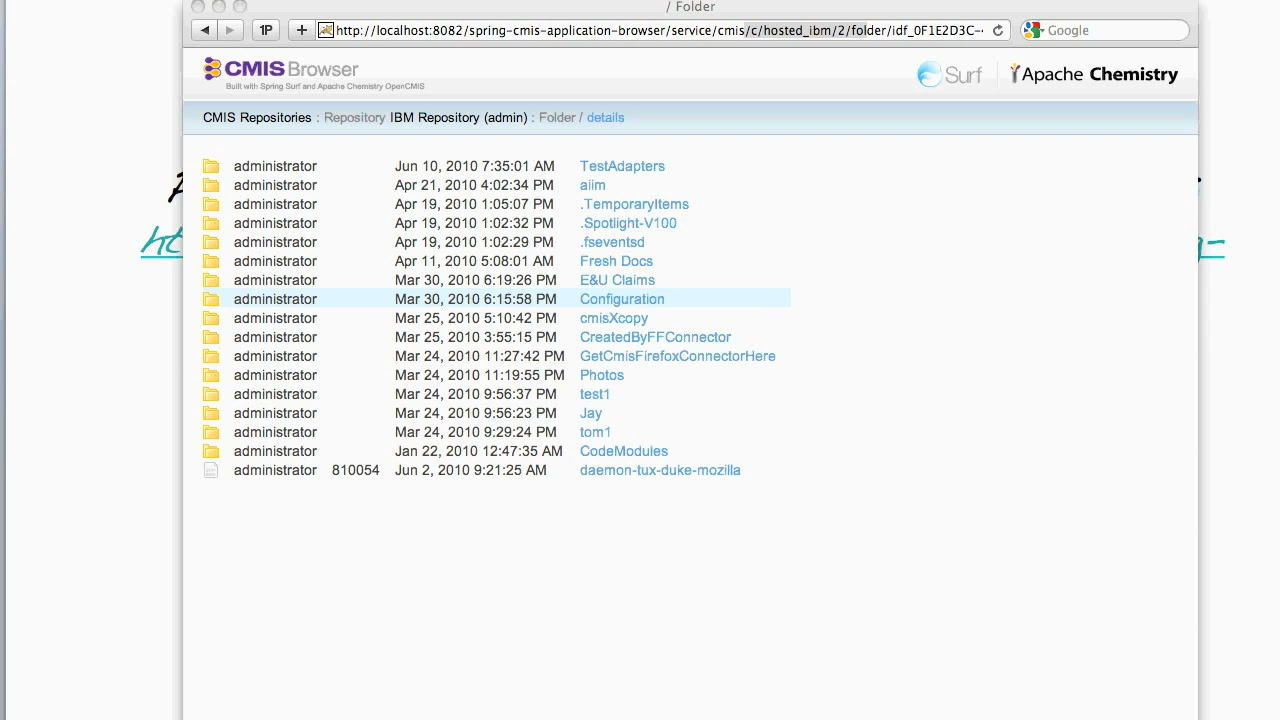 / Folder
1P + http://localhost:8082/spring-cmis-application-browser/service/cmis/c/hosted_ibm/2/folder/idf_0F1E2D3C- Google
CMIS Browser Surf Apache Chemistry
Built with Spring Surf and Apache Chemistry OpenCMIS
CMIS Repositories : Repository IBM Repository (admin) : Folder / details
administrator Jun 10, 2010 7:35:01 AM TestAdapters
administrator Apr 21, 2010 4:02:34 PM aiim
administrator Apr 19, 2010 1:05:07 PM .TemporaryItems
administrator Apr 19, 2010 1:02:32 PM .Spotlight-V100
administrator Apr 19, 2010 1:02:29 PM .fseventsd
administrator Apr 11, 2010 5:08:01 AM Fresh Docs
administrator Mar 30, 2010 6:19:26 PM E&U Claims
administrator Mar 30, 2010 6:15:58 PM Configuration
administrator Mar 25, 2010 5:10:42 PM cmisXcopy
administrator Mar 25, 2010 3:55:15 PM CreatedByFFConnector
administrator Mar 24, 2010 11:27:42 PM GetCmisFirefoxConnectorHere
administrator Mar 24, 2010 11:19:55 PM Photos
administrator Mar 24, 2010 9:56:37 PM test1
administrator Mar 24, 2010 9:56:23 PM Jay
administrator Mar 24, 2010 9:29:24 PM tom1
administrator Jan 22, 2010 12:47:35 AM CodeModules
administrator 810054 Jun 2, 2010 9:21:25 AM daemon-tux-duke-mozilla